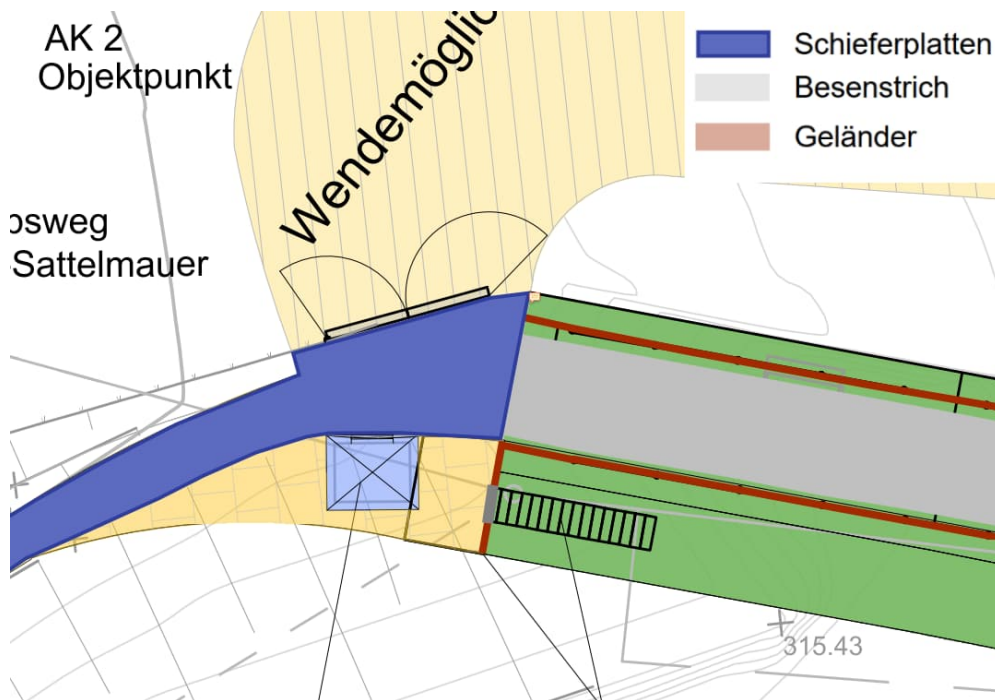 AK 2
Objektpunkt
Wendemöglic
Schieferplatten
Besenstrich
Geländer
osweg
-Sattelmauer
315.43